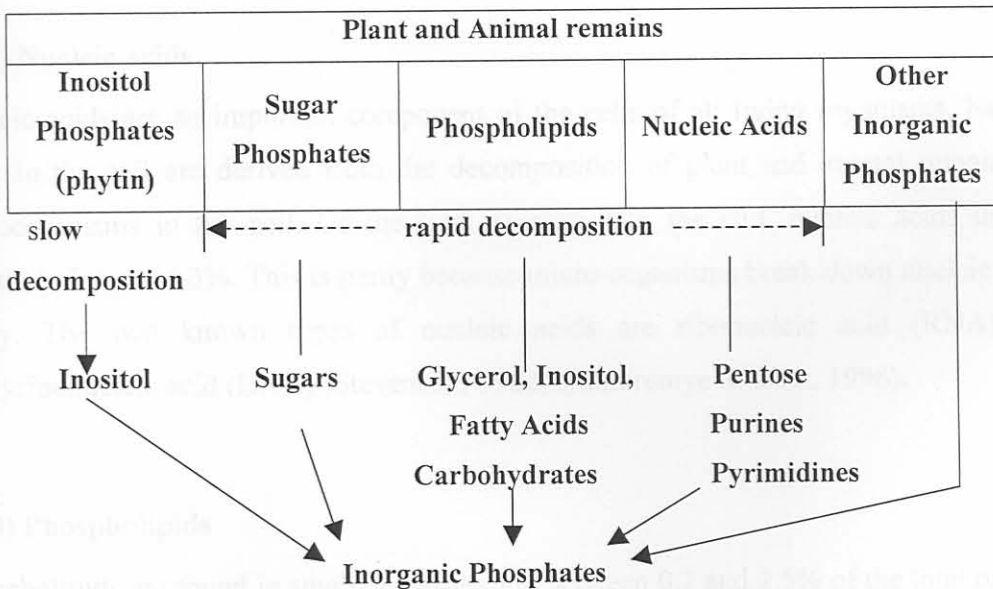 Plant and Animal remains
Inositol
Phosphates
(phytin)
Sugar
Phosphates
Phospholipids
Nucleic Acids
Other
Inorganic
Phosphates
slow
decomposition
rapid decomposition
Inositol
Sugars
Glycerol, Inositol,
Fatty Acids
Carbohydrates
Pentose
Purines
Pyrimidines
Inorganic Phosphates